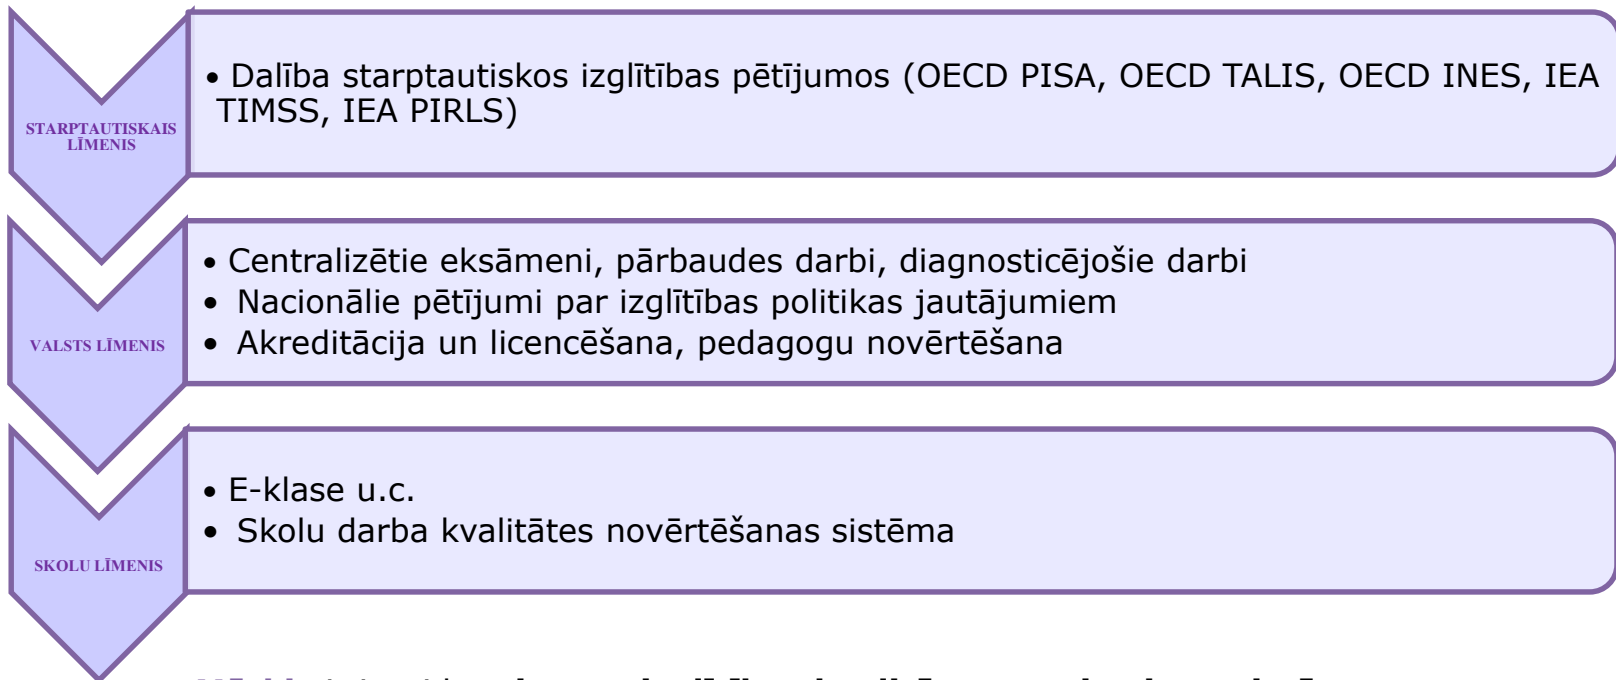 STARPTAUTISKAIS
LĪMENIS
• Dalība starptautiskos izglītības pētījumos (OECD PISA, OECD TALIS, OECD INES, IEA
TIMSS, IEA PIRLS)
VALSTS LĪMENIS
• Centralizētie eksāmeni, pārbaudes darbi, diagnosticējošie darbi
• Nacionālie pētījumi par izglītības politikas jautājumiem
• Akreditācija un licencēšana, pedagogu novērtēšana
SKOLU LĪMENIS
• E-klase u.c.
• Skolu darba kvalitātes novērtēšanas sistēma